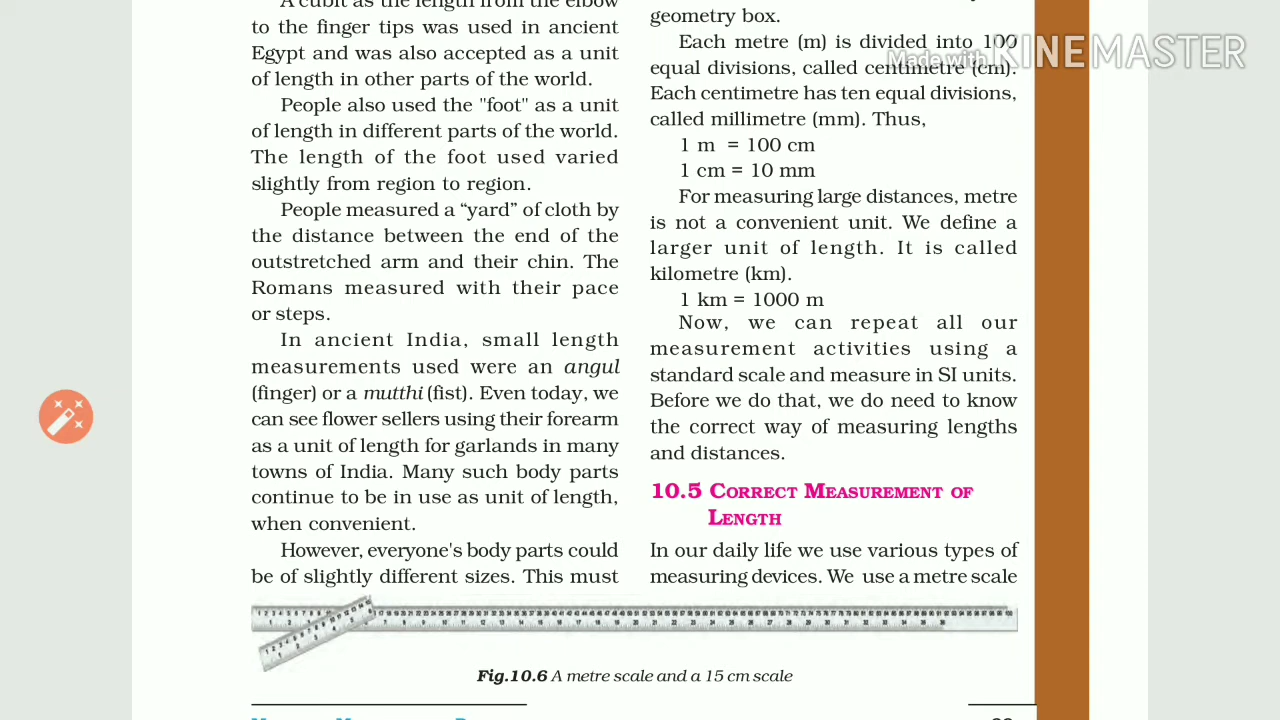 A cubit as the length from the elbow
to the finger tips was used in ancient
Egypt and was also accepted as a unit
of length in other parts of the world.
People also used the "foot" as a unit
of length in different parts of the world.
The length of the foot used varied
slightly from region to region.
People measured a “yard” of cloth by
the distance between the end of the
outstretched arm and their chin. The
Romans measured with their pace
or steps.
In ancient India, small length
measurements used were an angul
(finger) or a mutthi (fist). Even today, we
can see flower sellers using their forearm
as a unit of length for garlands in many
towns of India. Many such body parts
continue to be in use as unit of length,
when convenient.
However, everyone's body parts could
be of slightly different sizes. This must
geometry box.
Each metre (m) is divided into 100
equal divisions, called centimetre (cm).
Each centimetre has ten equal divisions,
called millimetre (mm). Thus,
1 m = 100 cm
1 cm = 10 mm
For measuring large distances, metre
is not a convenient unit. We define a
larger unit of length. It is called
kilometre (km).
1 km = 1000 m
Now, we can repeat all our
measurement activities using a
standard scale and measure in SI units.
Before we do that, we do need to know
the correct way of measuring lengths
and distances.
10.5 CORRECT MEASUREMENT OF
LENGTH
In our daily life we use various types of
measuring devices. We use a metre scale
Fig.10.6 A metre scale and a 15 cm scale
Made with KINEMASTER